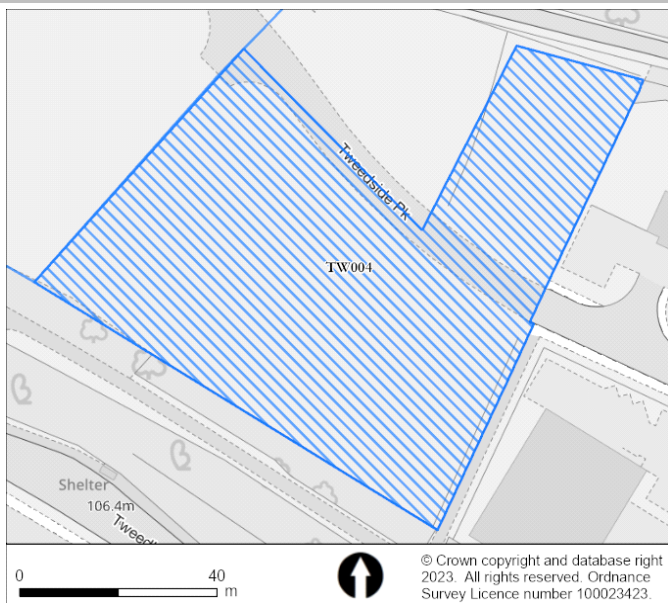 Tweedside Pk
TW004
Shelter
106.4m
0
40
m
© Crown copyright and database right
2023. All rights reserved. Ordnance
Survey Licence number 100023423.